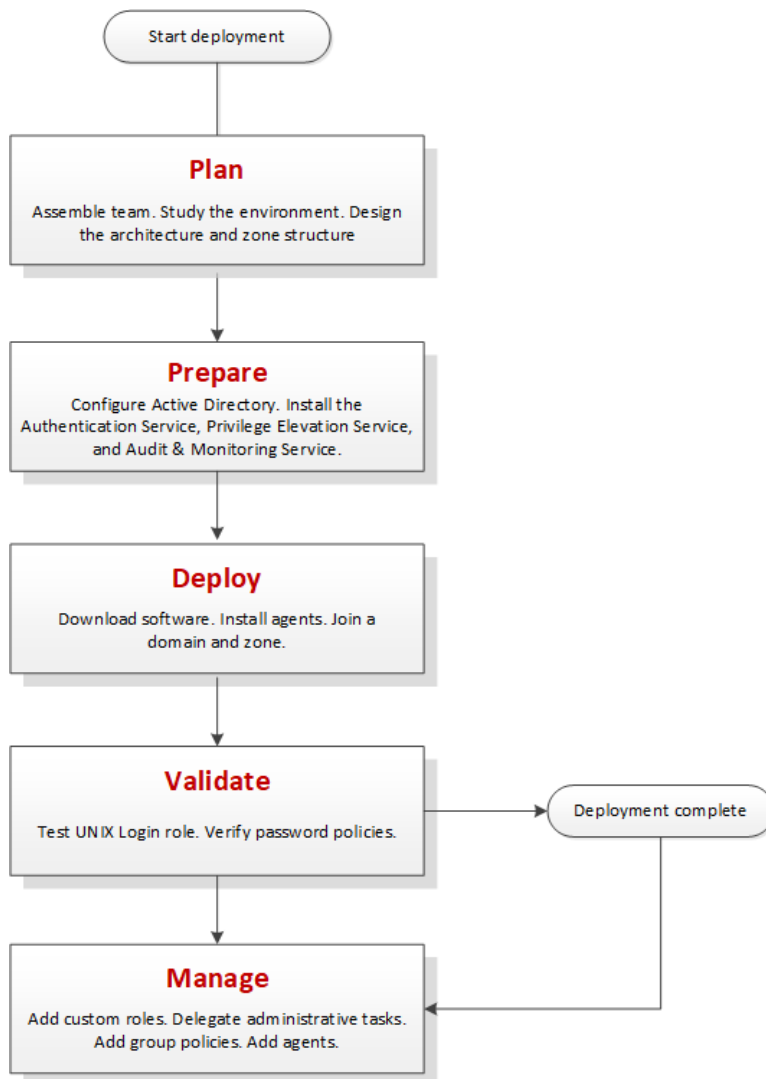 Start deployment
Plan
Assemble team. Study the environment. Design
the architecture and zone structure
Prepare
Configure Active Directory. Install the
Authentication Service, Privilege Elevation Service,
and Audit & Monitoring Service.
Deploy
Download software. Install agents. Join a
domain and zone.
Validate
Test UNIX Login role. Verify password policies.
Deployment complete
Manage
Add custom roles. Delegate administrative tasks.
Add group policies. Add agents.